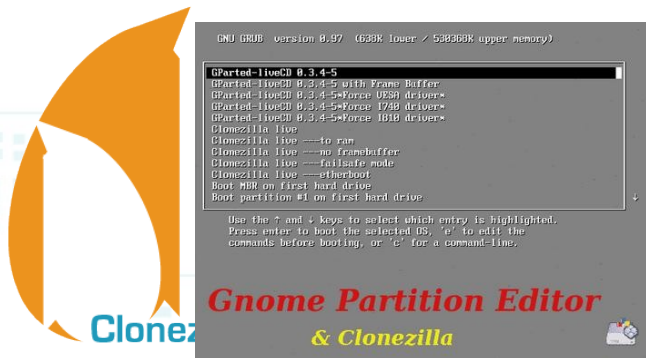 GNU GRUB version 0.97 (638K lower / 530368K upper memory)
GParted-liveCD 0.3.4-5
GParted-liveCD 0.3.4-5 with Frame Buffer
GParted-liveCD 0.3.4-5*Force VESA driver*
GParted-liveCD 0.3.4-5*Force i740 driver*
GParted-liveCD 0.3.4-5*Force i810 driver*
Clonezilla live
Clonezilla live ---to ram
Clonezilla live ---no framebuffer
Clonezilla live ---failsafe mode
Clonezilla live ---etherboot
Boot MBR on first hard drive
Boot partition #1 on first hard drive
↓
Use the ↑ and ↓ keys to select which entry is highlighted.
Press enter to boot the selected OS, 'e' to edit the
commands before booting, or 'c' for a command-line.
Gnome Partition Editor
& Clonezilla
Clonez